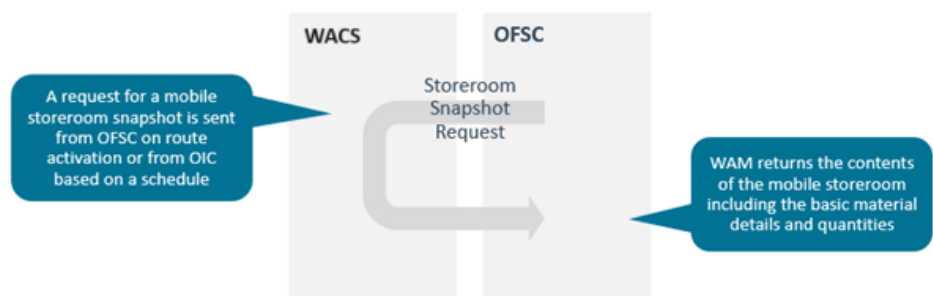 WACS
OFSC
Storeroom
Snapshot
Request
A request for a mobile
storeroom snapshot is sent
from OFSC on route
activation or from OIC
based on a schedule
WAM returns the contents
of the mobile storeroom
including the basic material
details and quantities